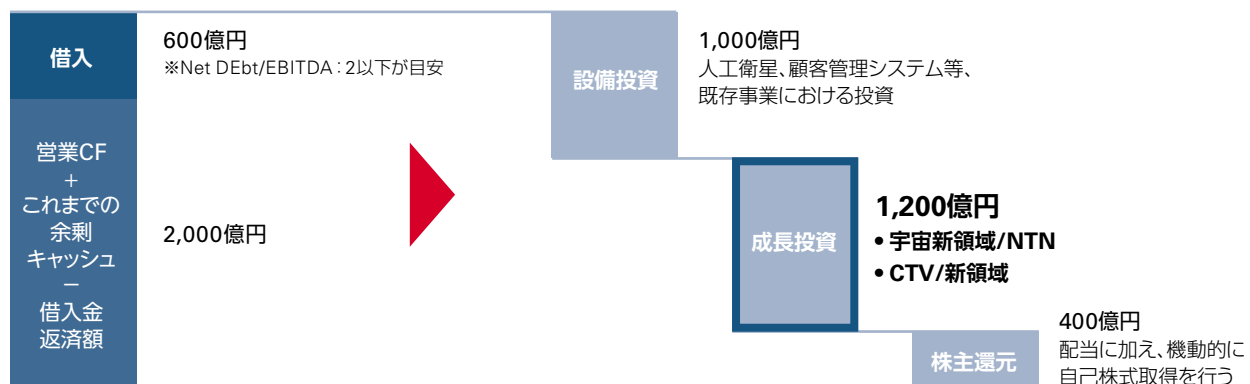 借入
600億円
※Net DEbt/EBITDA：2以下が目安
営業CF
＋
これまでの
余剰
キャッシュ
－
借入金
返済額
2,000億円
設備投資
1,000億円
人工衛星、顧客管理システム等、
既存事業における投資
成長投資
1,200億円
• 宇宙新領域/NTN
• CTV/新領域
株主還元
400億円
配当に加え、機動的に
自己株式取得を行う